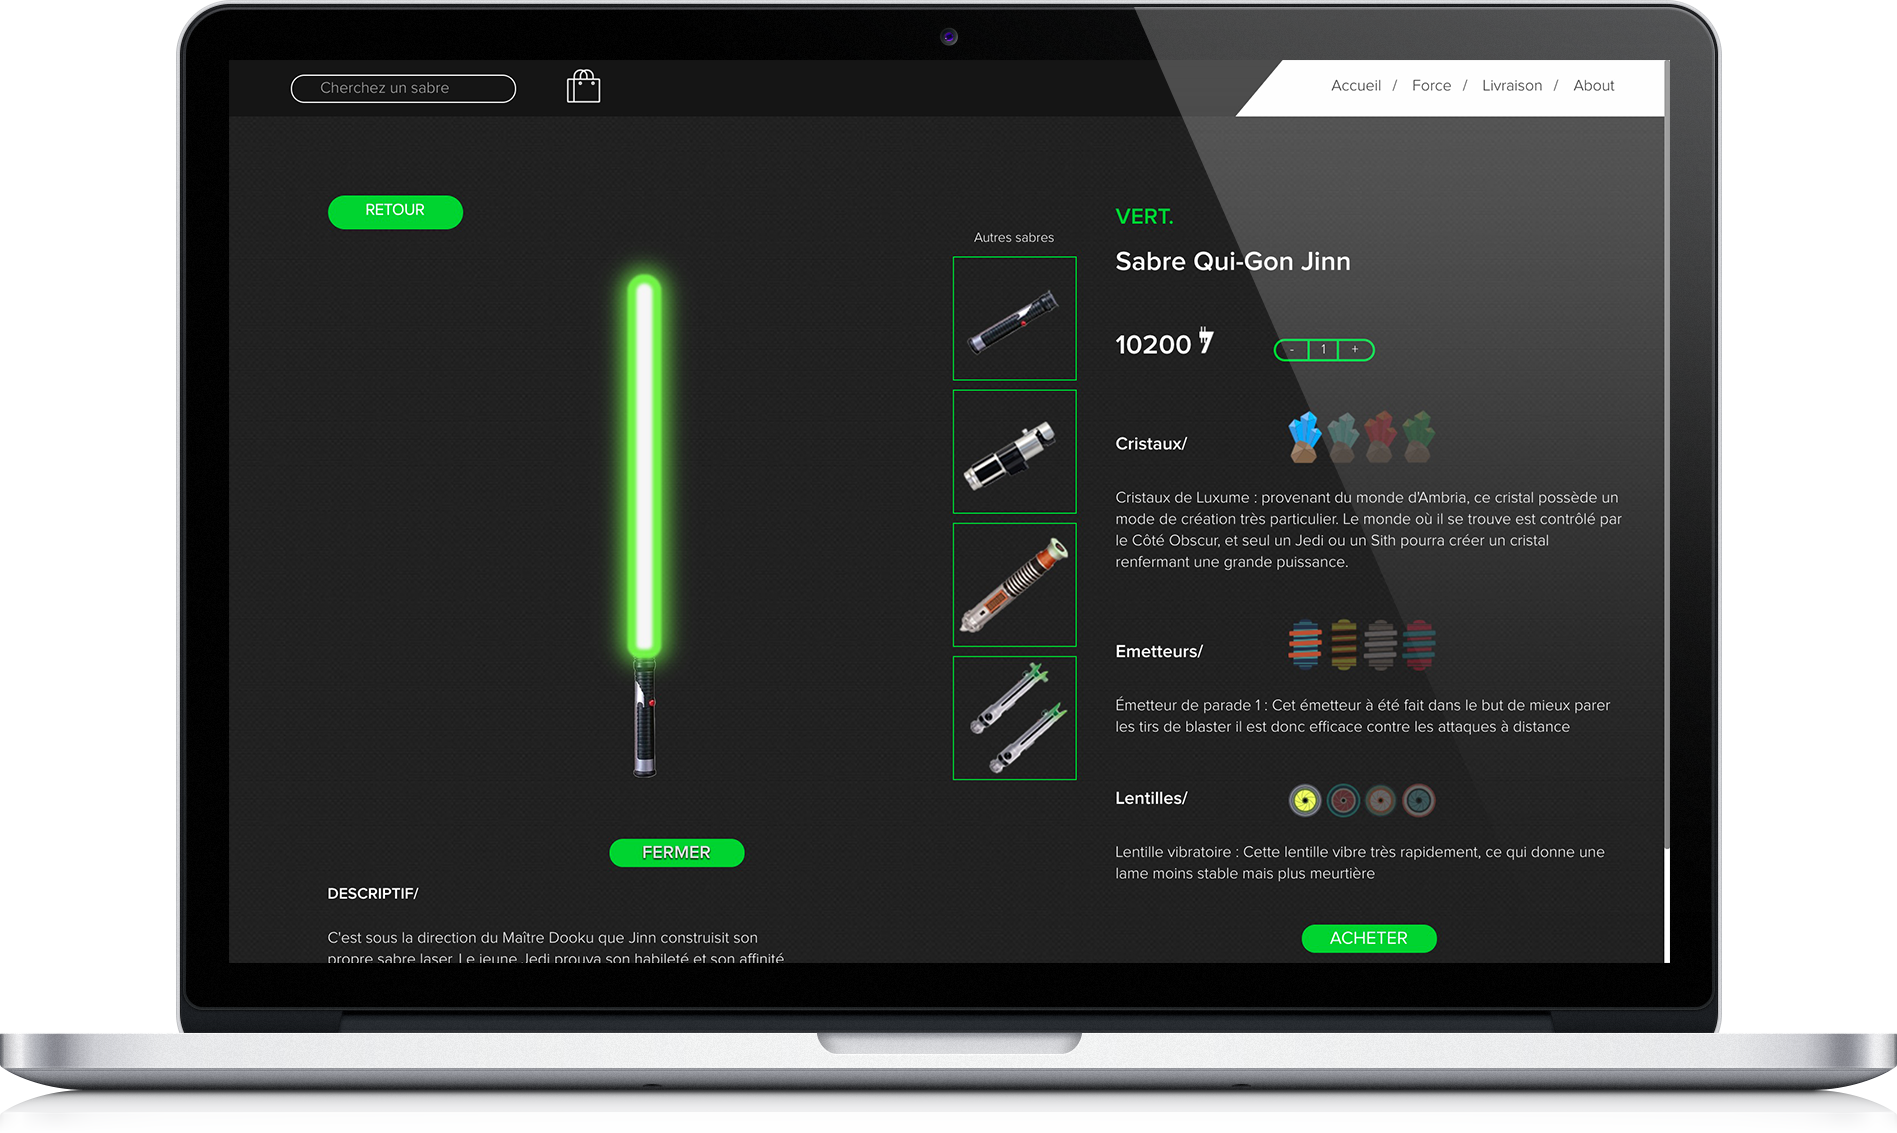 Cherchez un sabre
Accueil / Force / Livraison / About
RETOUR
Autres sabres
VERT.
Sabre Qui-Gon Jinn
10200
- 1 +
Cristaux/
Cristaux de Luxume : provenant du monde d'Ambria, ce cristal possède un
mode de création très particulier. Le monde où il se trouve est contrôlé par
le Côté Obscur, et seul un Jedi ou un Sith pourra créer un cristal
renfermant une grande puissance.
Emetteurs/
Émetteur de parade 1 : Cet émetteur à été fait dans le but de mieux parer
les tirs de blaster il est donc efficace contre les attaques à distance
Lentilles/
Lentille vibratoire : Cette lentille vibre très rapidement, ce qui donne une
lame moins stable mais plus meurtière
ACHETER
FERMER
DESCRIPTIF/
C'est sous la direction du Maître Dooku que Jinn construisit son
propre sabre laser. Le jeune Jedi prouva son habileté et son affinité